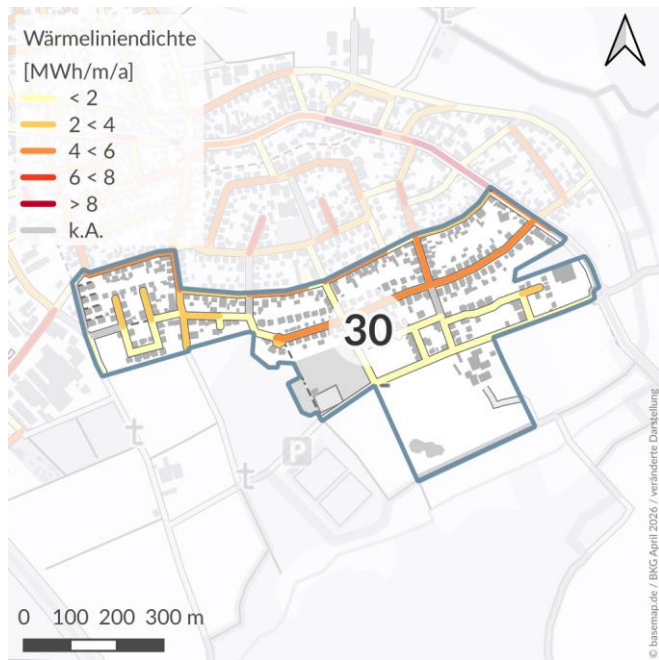 Wärmeliniendichte
[MWh/m/a]
< 2
2 < 4
4 < 6
6 < 8
> 8
k.A.
30
P
0 100 200 300 m
© basemap.de / BKG April 2026 / veränderte Darstellung